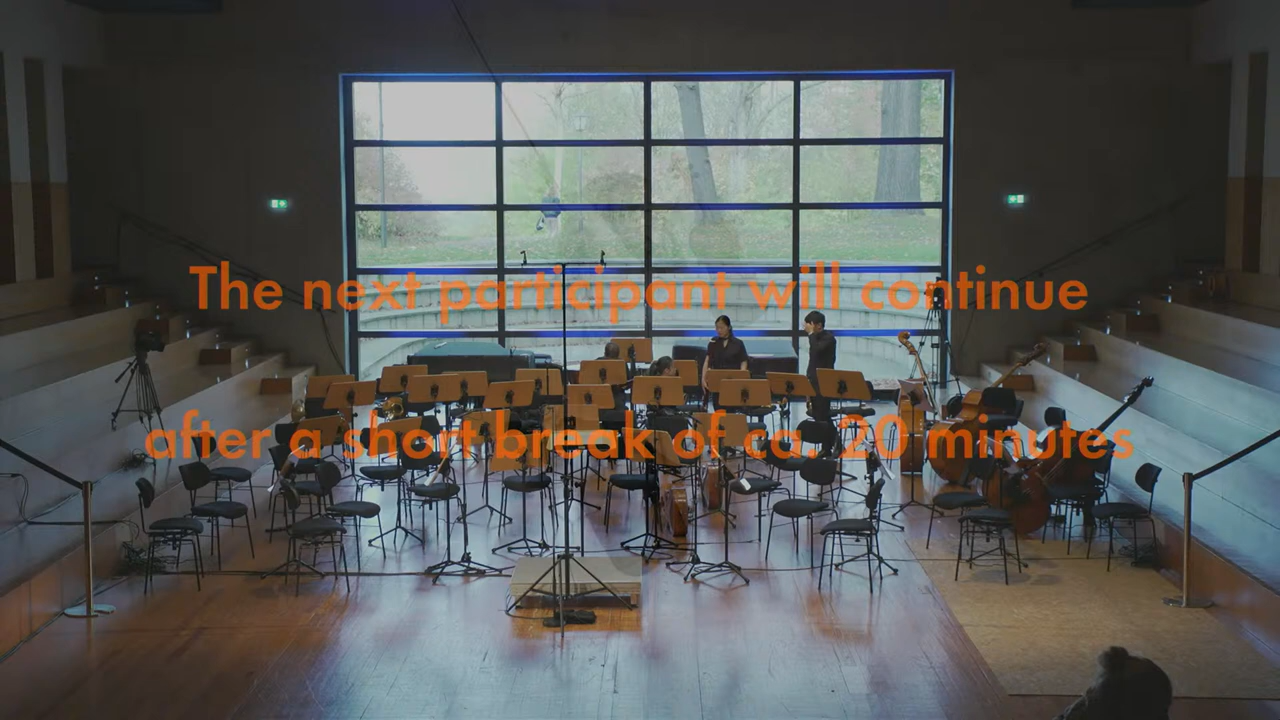 The next participant will continue
after a short break of ca. 20 minutes